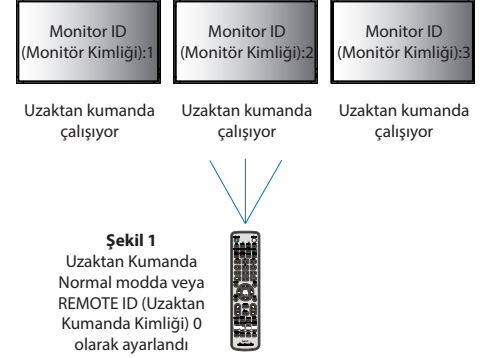 Monitor ID
(Monitör Kimliği):1
Monitor ID
(Monitör Kimliği):2
Monitor ID
(Monitör Kimliği):3
Uzaktan kumanda
çalışıyor
Uzaktan kumanda
çalışıyor
Uzaktan kumanda
çalışıyor
Şekil 1
Uzaktan Kumanda
Normal modda veya
REMOTE ID (Uzaktan
Kumanda Kimliği) 0
olarak ayarlandı